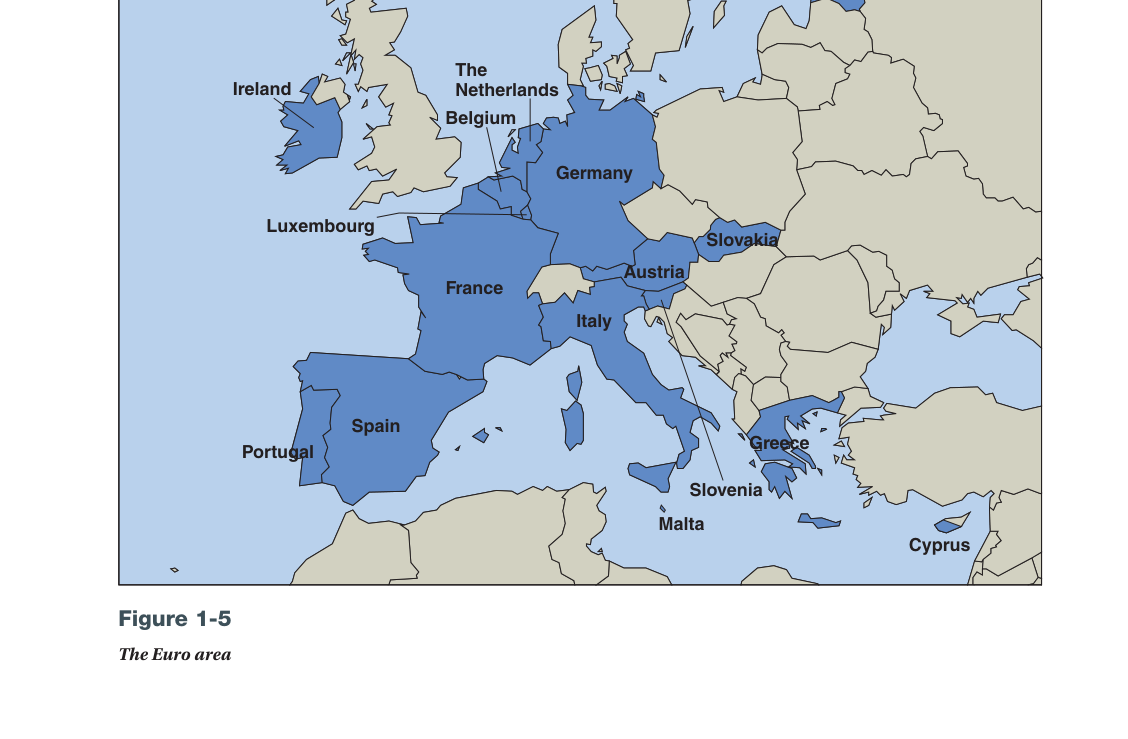 The
Netherlands
Ireland
Belgium
Germany
Luxembourg
Slovakia
Austria
France
Italy
Spain
Greece
Portugal
Slovenia
Malta
Cyprus
Figure 1-5
The Euro area